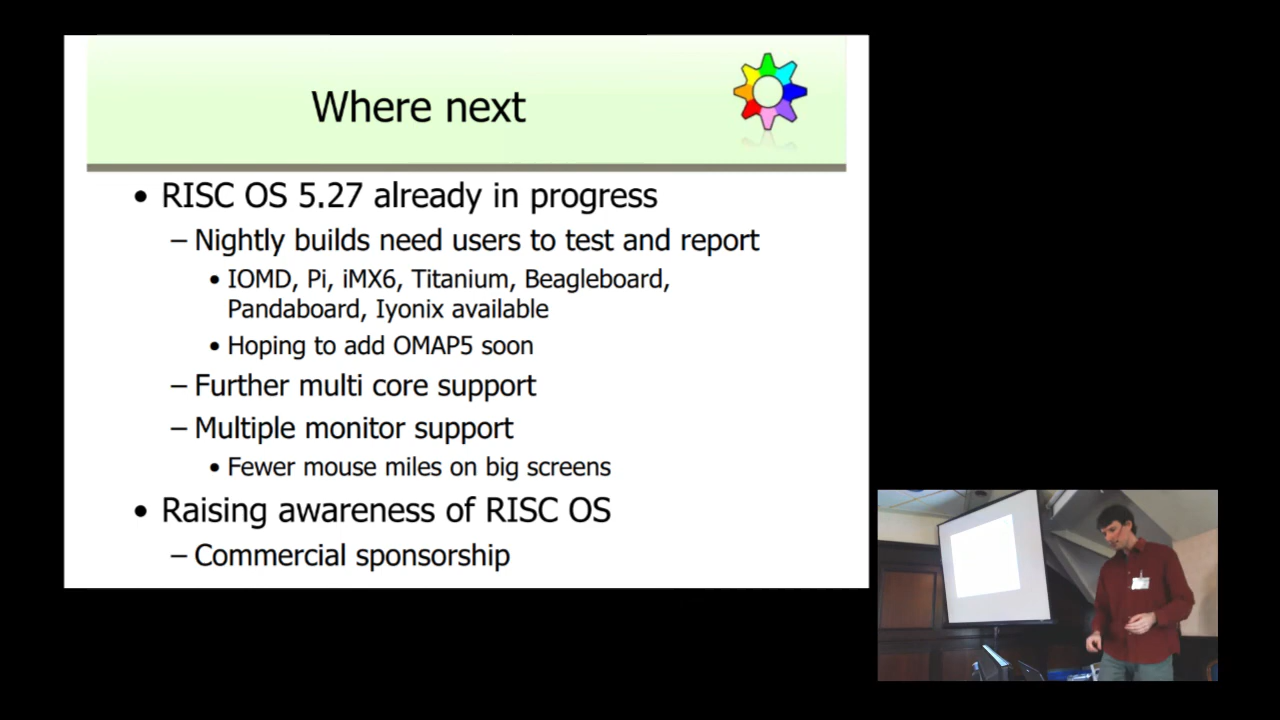 Where next
• RISC OS 5.27 already in progress
– Nightly builds need users to test and report
• IOMD, Pi, iMX6, Titanium, Beagleboard,
Pandaboard, Iyonix available
• Hoping to add OMAP5 soon
– Further multi core support
– Multiple monitor support
• Fewer mouse miles on big screens
• Raising awareness of RISC OS
– Commercial sponsorship